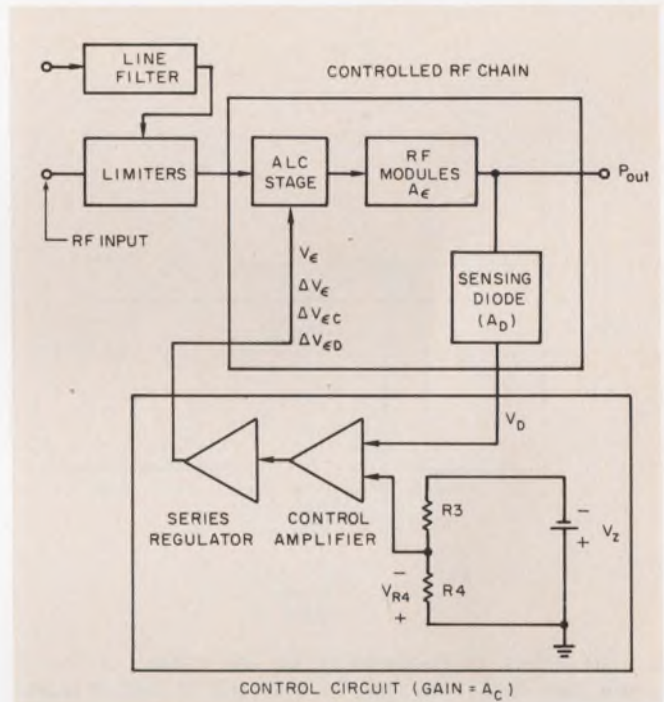 LINE
FILTER
CONTROLLED RF CHAIN
LIMITERS
ALC
STAGE
RF
MODULES
Aϵ
Pout
RF INPUT
Vϵ
ΔVϵ
ΔVϵC
ΔVϵD
SENSING
DIODE
(AD)
VD
SERIES
REGULATOR
CONTROL
AMPLIFIER
R3
R4
−
VR4
+
−
+
VZ
CONTROL CIRCUIT (GAIN = AC)